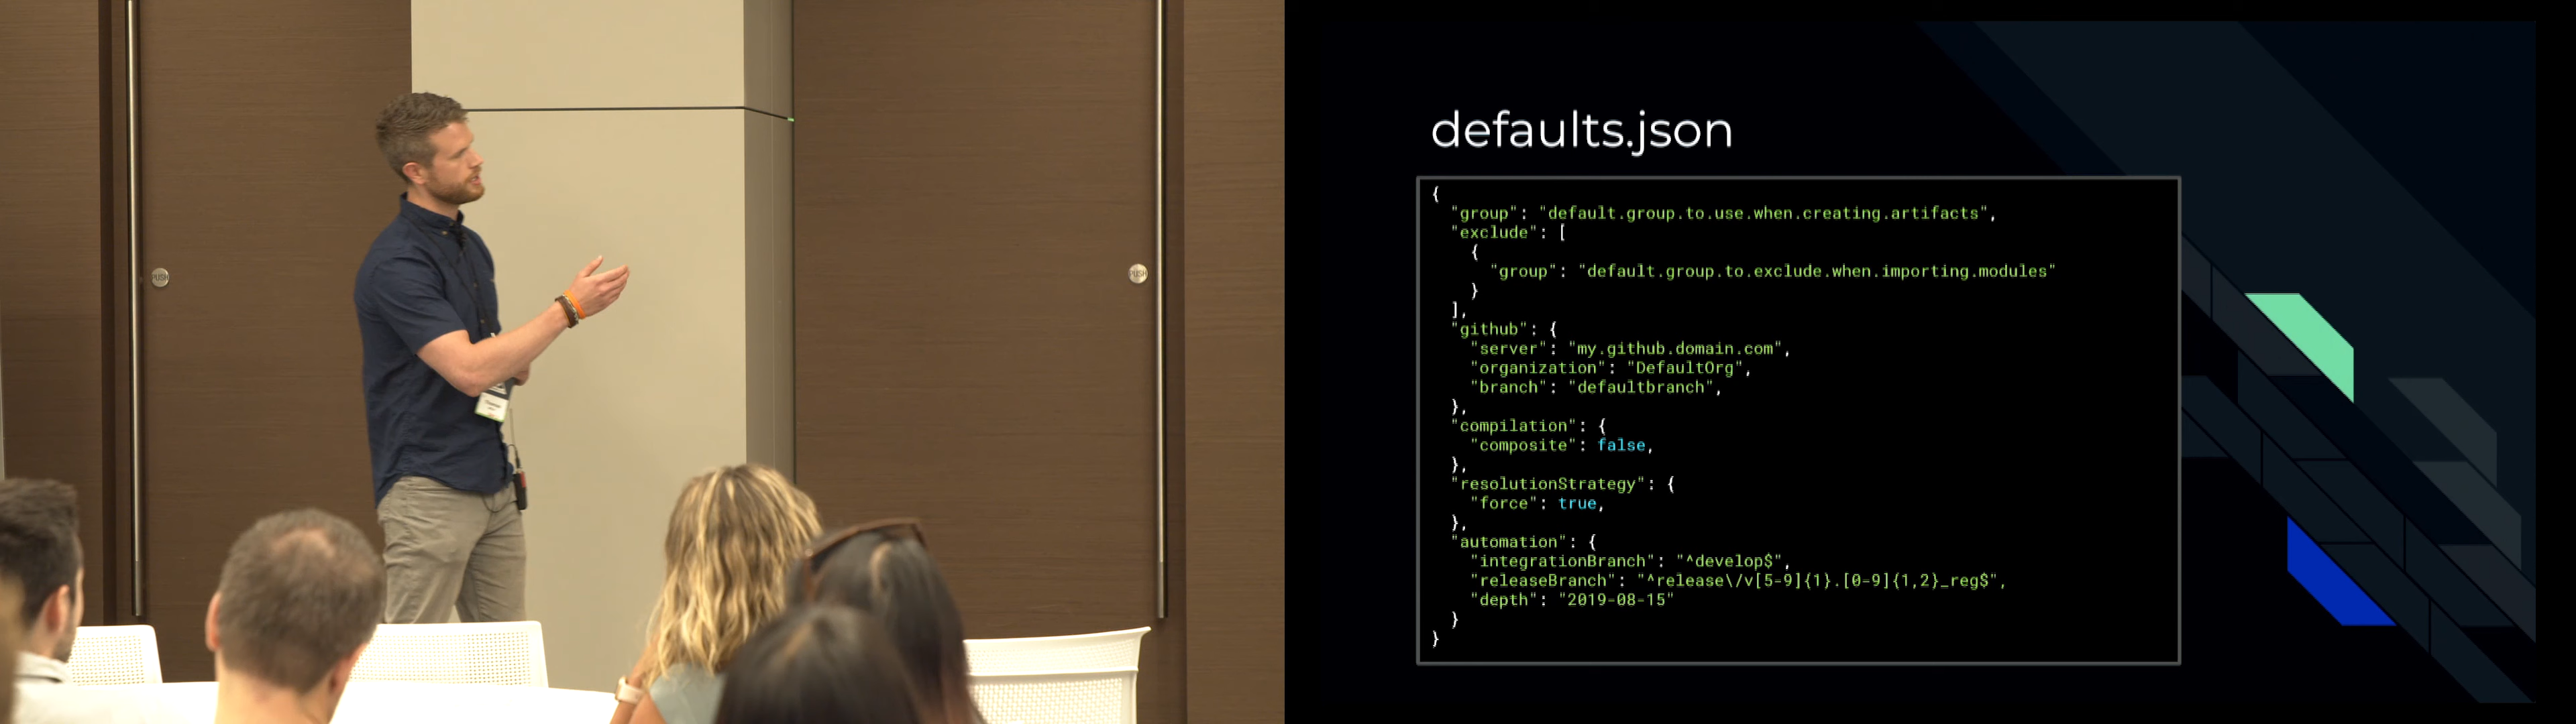 PUSH
PUSH
defaults.json
{
"group": "default.group.to.use.when.creating.artifacts",
"exclude": [
{
"group": "default.group.to.exclude.when.importing.modules"
}
],
"github": {
"server": "my.github.domain.com",
"organization": "DefaultOrg",
"branch": "defaultbranch",
},
"compilation": {
"composite": false,
},
"resolutionStrategy": {
"force": true,
},
"automation": {
"integrationBranch": "^develop$",
"releaseBranch": "^release\/v[5-9]{1}.[0-9]{1,2}_reg$",
"depth": "2019-08-15"
}
}